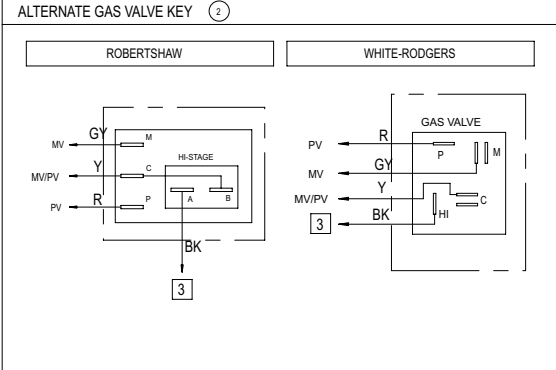 ALTERNATE GAS VALVE KEY 2
ROBERTSHAW
WHITE-RODGERS
MV GY M
HI-STAGE
MV/PV Y C
A B
PV R P
BK
3
GAS VALVE
PV R P M
MV GY
MV/PV Y C
3 BK HI